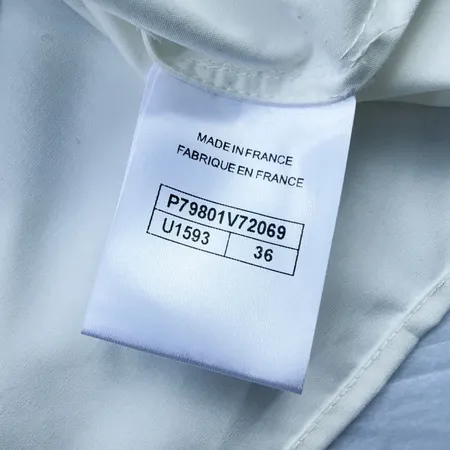 MADE IN FRANCE
FABRIQUE EN FRANCE
P79801V72069
U1593 36